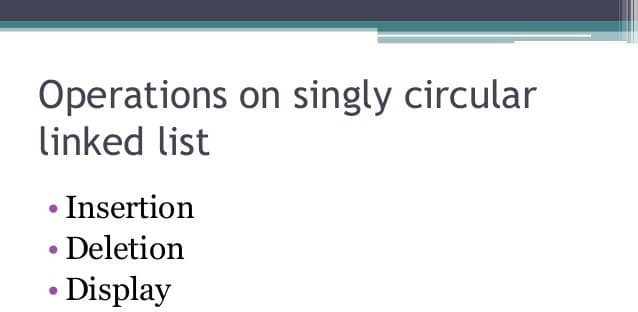 Operations on singly circular
linked list
• Insertion
• Deletion
• Display